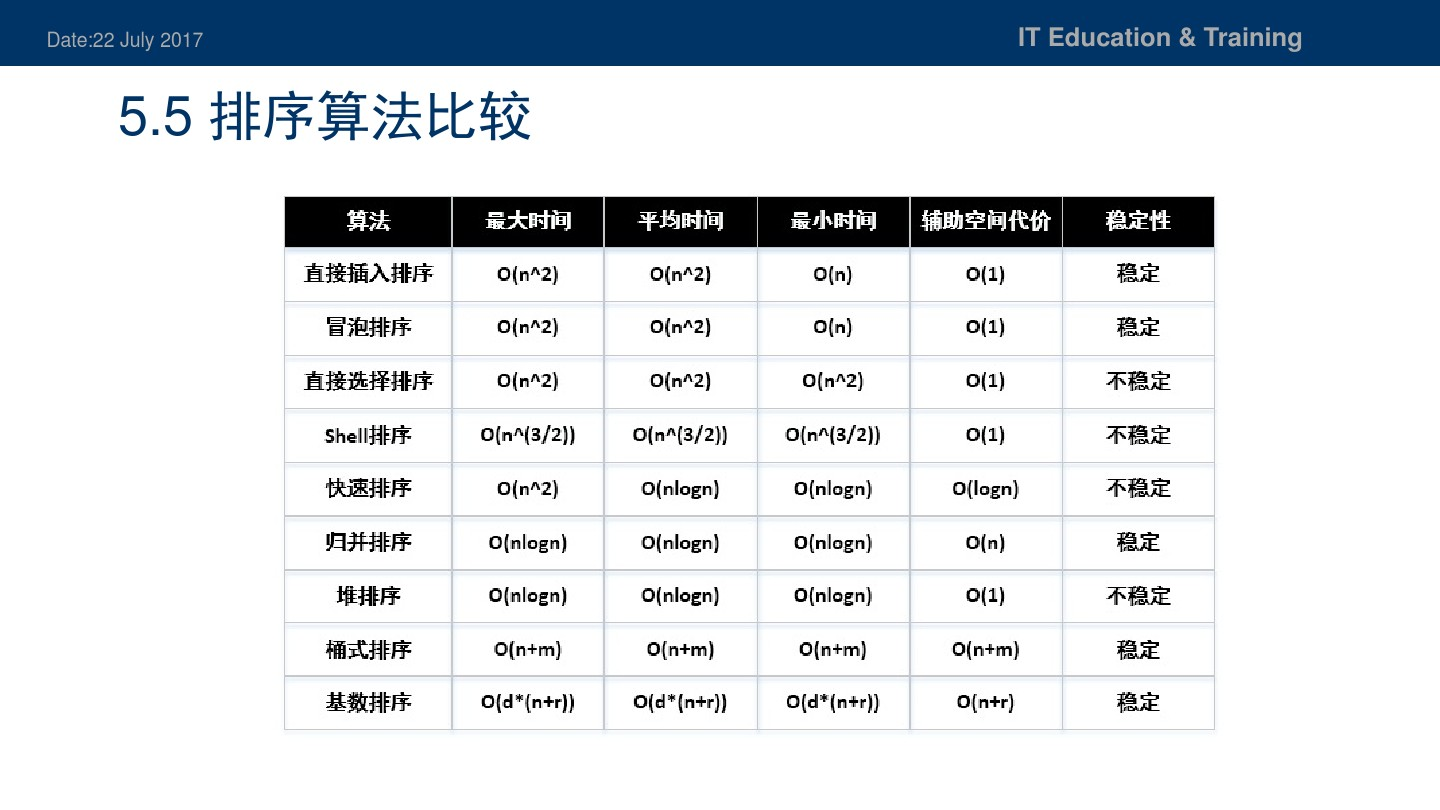 Date:22 July 2017
IT Education & Training
5.5 排序算法比较
算法 最大时间 平均时间 最小时间 辅助空间代价 稳定性
直接插入排序 O(n^2) O(n^2) O(n) O(1) 稳定
冒泡排序 O(n^2) O(n^2) O(n) O(1) 稳定
直接选择排序 O(n^2) O(n^2) O(n^2) O(1) 不稳定
Shell排序 O(n^(3/2)) O(n^(3/2)) O(n^(3/2)) O(1) 不稳定
快速排序 O(n^2) O(nlogn) O(nlogn) O(logn) 不稳定
归并排序 O(nlogn) O(nlogn) O(nlogn) O(n) 稳定
堆排序 O(nlogn) O(nlogn) O(nlogn) O(1) 不稳定
桶式排序 O(n+m) O(n+m) O(n+m) O(n+m) 稳定
基数排序 O(d*(n+r)) O(d*(n+r)) O(d*(n+r)) O(n+r) 稳定